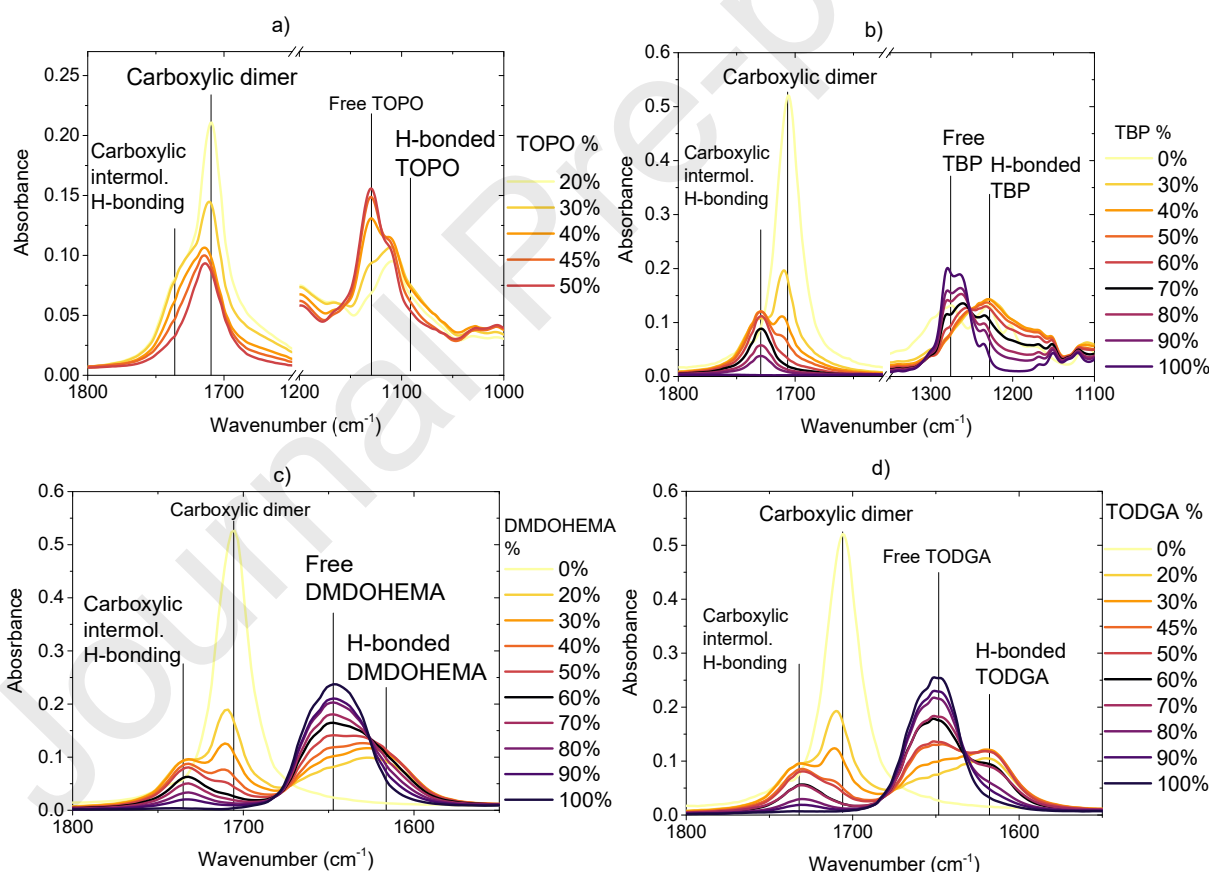 a)
0.25
0.20
0.15
0.10
0.05
0.00
Absorbance
Carboxylic dimer
Carboxylic
intermol.
H-bonding
Free TOPO
H-bonded
TOPO
TOPO %
20%
30%
40%
45%
50%
1800
1700
1200
1100
1000
Wavenumber (cm-1)
b)
0.6
0.5
0.4
0.3
0.2
0.1
0.0
Absorbance
Carboxylic dimer
Carboxylic
intermol.
H-bonding
Free
TBP
H-bonded
TBP
TBP %
0%
30%
40%
50%
60%
70%
80%
90%
100%
1800
1700
1300
1200
1100
Wavenumber (cm-1)
c)
0.6
0.5
0.4
0.3
0.2
0.1
0.0
Abosrbance
Carboxylic dimer
Carboxylic
intermol.
H-bonding
Free
DMDOHEMA
H-bonded
DMDOHEMA
DMDOHEMA
%
0%
20%
30%
40%
50%
60%
70%
80%
90%
100%
1800
1700
1600
Wavenumber (cm-1)
d)
0.6
0.5
0.4
0.3
0.2
0.1
0.0
Absorbance
Carboxylic dimer
Carboxylic
intermol.
H-bonding
Free TODGA
H-bonded
TODGA
TODGA %
0%
20%
30%
45%
50%
60%
70%
80%
90%
100%
1800
1700
1600
Wavenumber (cm-1)
Journal Pre-p